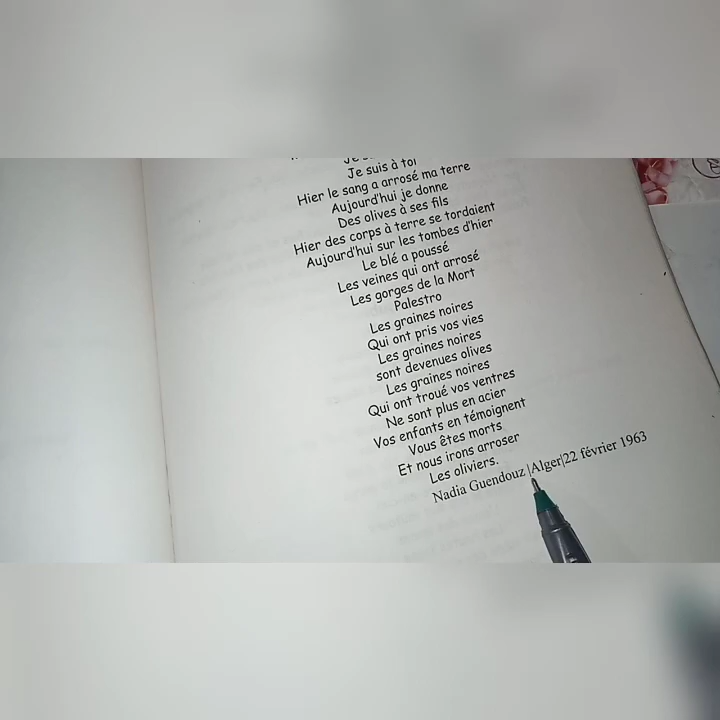 Je suis à toi
Hier le sang a arrosé ma terre
Aujourd'hui je donne
Des olives à ses fils
Hier des corps à terre se tordaient
Aujourd'hui sur les tombes d'hier
Le blé a poussé
Les veines qui ont arrosé
Les gorges de la Mort
Palestro
Les graines noires
Qui ont pris vos vies
Les graines noires
sont devenues olives
Les graines noires
Qui ont troué vos ventres
Ne sont plus en acier
Vos enfants en témoignent
Vous êtes morts
Et nous irons arroser
Les oliviers.
Nadia Guendouz |Alger|22 février 1963